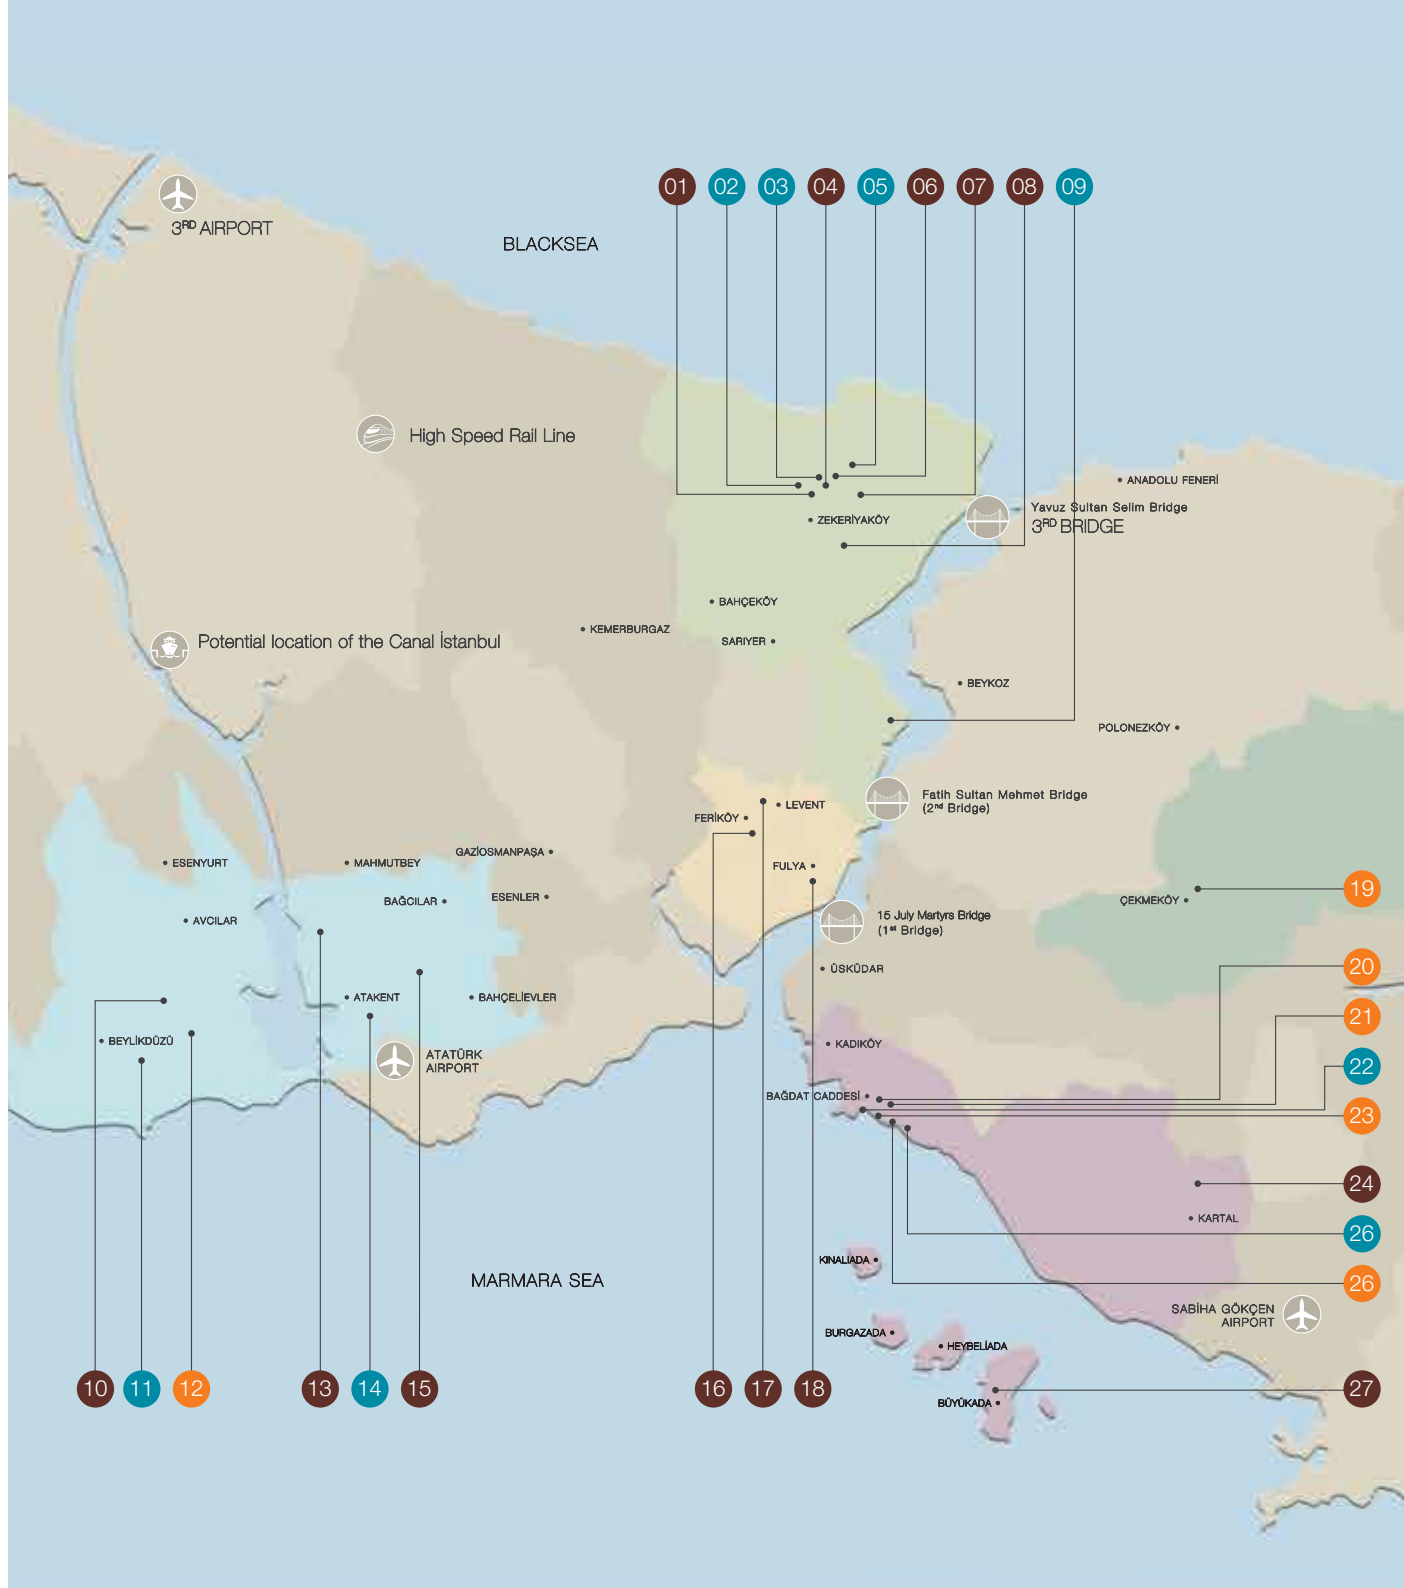 01 02 03 04 05 06 07 08 09
3RD AIRPORT
BLACKSEA
High Speed Rail Line
ANADOLU FENERİ
Yavuz Sultan Selim Bridge
3RD BRIDGE
ZEKERİYAKÖY
BAHÇEKÖY
KEMERBURGAZ
SARIYER
Potential location of the Canal İstanbul
BEYKOZ
POLONEZKÖY
Fatih Sultan Mehmet Bridge
(2nd Bridge)
LEVENT
FERİKÖY
GAZİOSMANPAŞA
ESENYURT
MAHMUTBEY
FULYA
BAĞCILAR
ESENLER
19
ÇEKMEKÖY
AVCILAR
15 July Martyrs Bridge
(1st Bridge)
ÜSKÜDAR
20
ATAKENT
BAHÇELİEVLER
21
BEYLİKDÜZÜ
KADIKÖY
ATATÜRK
AIRPORT
22
BAĞDAT CADDESİ
23
24
KARTAL
26
KINALIADA
MARMARA SEA
26
SABİHA GÖKÇEN
AIRPORT
BURGAZADA
HEYBELİADA
10 11 12 13 14 15 16 17 18
27
BÜYÜKADA